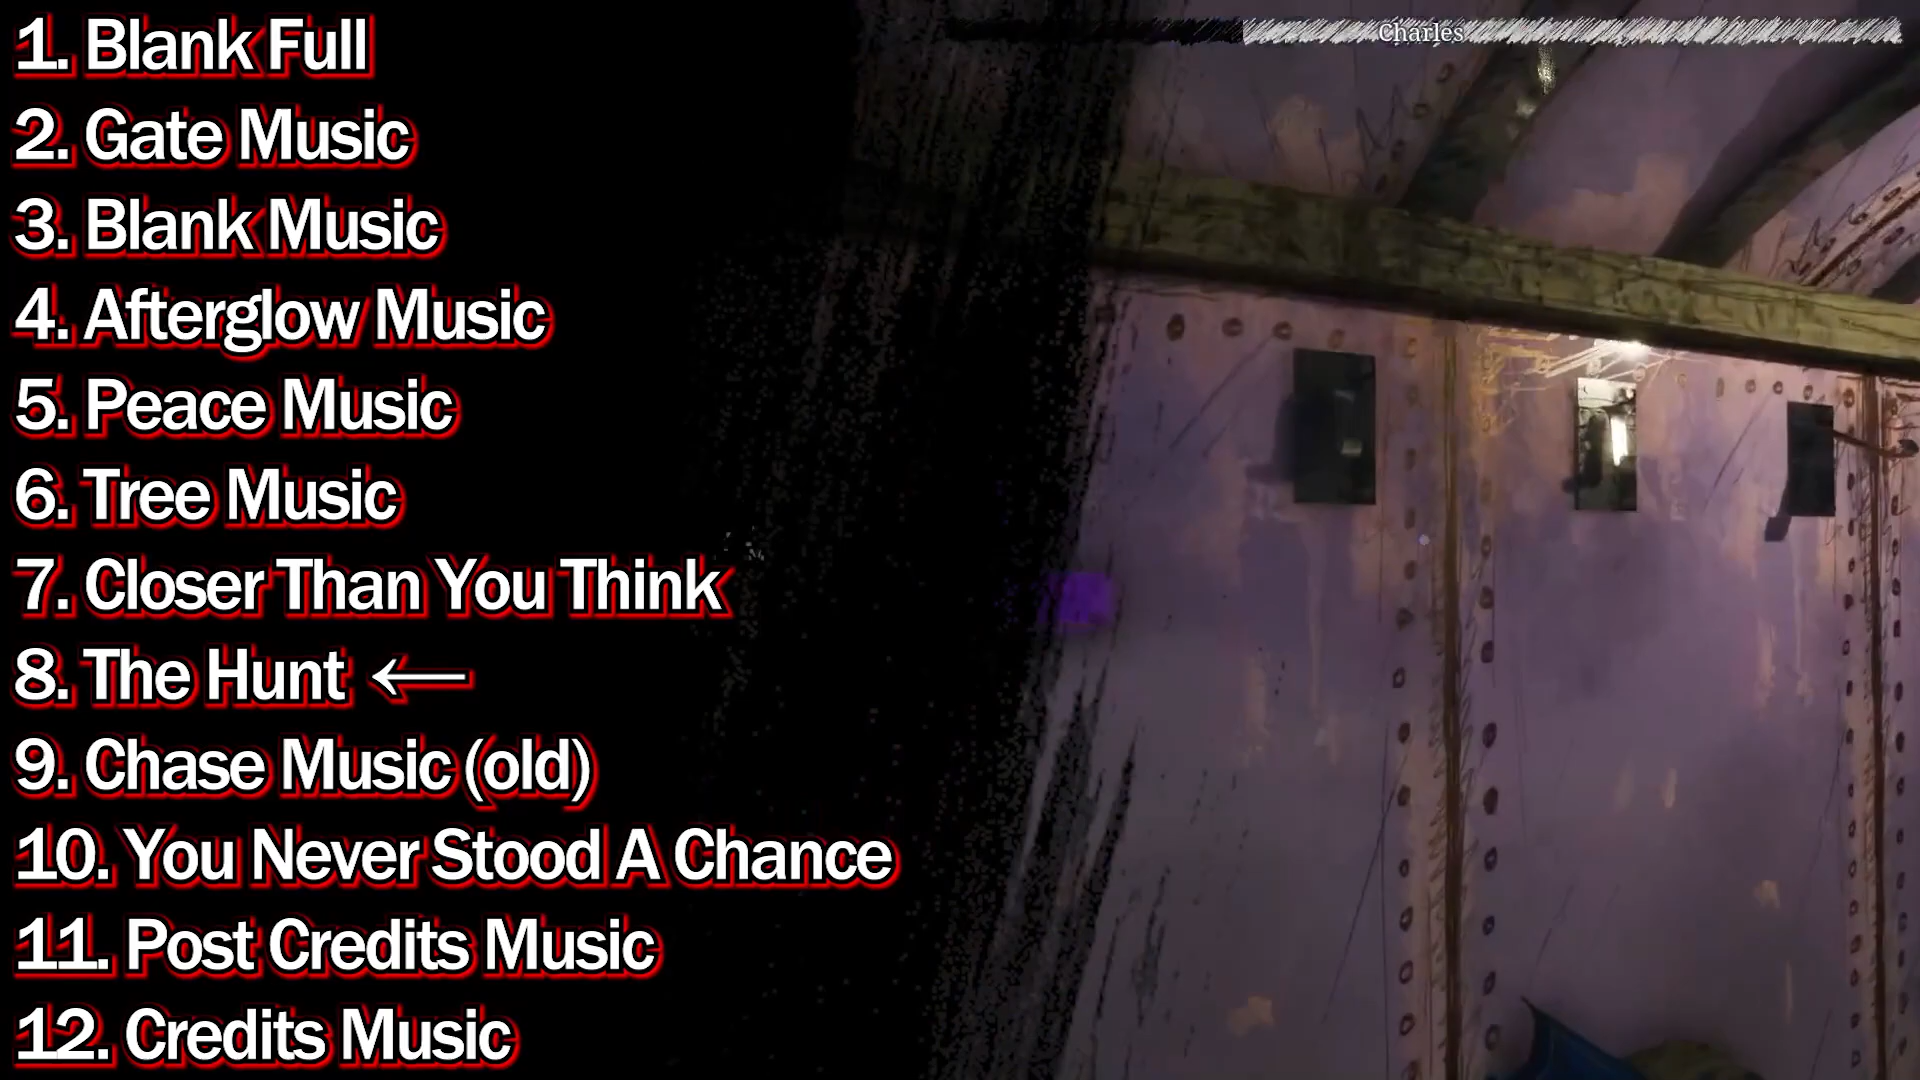 1. Blank Full
2. Gate Music
3. Blank Music
4. Afterglow Music
5. Peace Music
6. Tree Music
7. Closer Than You Think
8. The Hunt ←
9. Chase Music (old)
10. You Never Stood A Chance
11. Post Credits Music
12. Credits Music
Charles